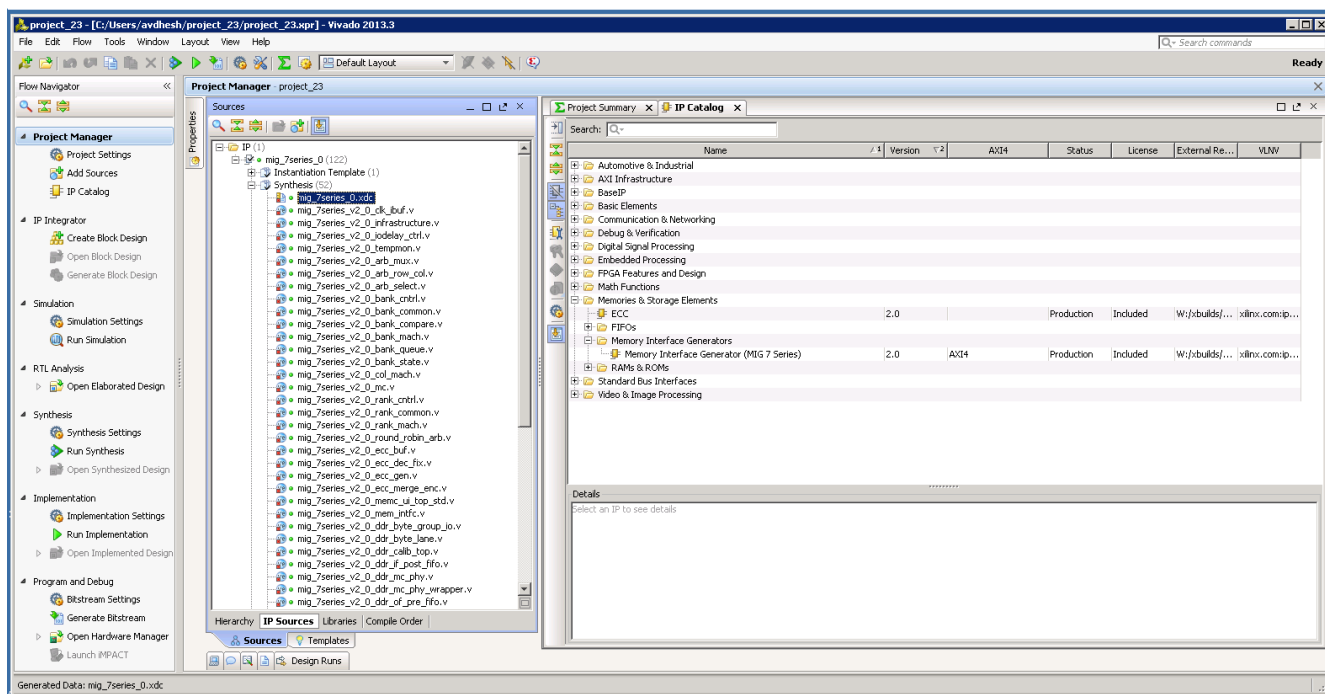 project_23 - [C:/Users/avdhesh/project_23/project_23.xpr] - Vivado 2013.3
File Edit Flow Tools Window Layout View Help
Q- Search commands
Default Layout
Ready
Flow Navigator
Project Manager
Project Settings
Add Sources
IP Catalog
IP Integrator
Create Block Design
Open Block Design
Generate Block Design
Simulation
Simulation Settings
Run Simulation
RTL Analysis
Open Elaborated Design
Synthesis
Synthesis Settings
Run Synthesis
Open Synthesized Design
Implementation
Implementation Settings
Run Implementation
Open Implemented Design
Program and Debug
Bitstream Settings
Generate Bitstream
Open Hardware Manager
Launch iMPACT
Project Manager - project_23
Properties
Sources
IP (1)
mig_7series_0 (122)
Instantiation Template (1)
Synthesis (52)
mig_7series_0.xdc
mig_7series_v2_0_clk_ibuf.v
mig_7series_v2_0_infrastructure.v
mig_7series_v2_0_iodelay_ctrl.v
mig_7series_v2_0_tempmon.v
mig_7series_v2_0_arb_mux.v
mig_7series_v2_0_arb_row_col.v
mig_7series_v2_0_arb_select.v
mig_7series_v2_0_bank_cntrl.v
mig_7series_v2_0_bank_common.v
mig_7series_v2_0_bank_compare.v
mig_7series_v2_0_bank_mach.v
mig_7series_v2_0_bank_queue.v
mig_7series_v2_0_bank_state.v
mig_7series_v2_0_col_mach.v
mig_7series_v2_0_mc.v
mig_7series_v2_0_rank_cntrl.v
mig_7series_v2_0_rank_common.v
mig_7series_v2_0_rank_mach.v
mig_7series_v2_0_round_robin_arb.v
mig_7series_v2_0_ecc_buf.v
mig_7series_v2_0_ecc_dec_fix.v
mig_7series_v2_0_ecc_gen.v
mig_7series_v2_0_ecc_merge_enc.v
mig_7series_v2_0_memc_ui_top_std.v
mig_7series_v2_0_mem_intfc.v
mig_7series_v2_0_ddr_byte_group_io.v
mig_7series_v2_0_ddr_byte_lane.v
mig_7series_v2_0_ddr_calib_top.v
mig_7series_v2_0_ddr_if_post_fifo.v
mig_7series_v2_0_ddr_mc_phy.v
mig_7series_v2_0_ddr_mc_phy_wrapper.v
mig_7series_v2_0_ddr_of_pre_fifo.v
Hierarchy IP Sources Libraries Compile Order
Sources Templates
Design Runs
Project Summary IP Catalog
Search: Q-
Name 1 Version 2 AXI4 Status License External Re... VLNV
Automotive & Industrial
AXI Infrastructure
BaseIP
Basic Elements
Communication & Networking
Debug & Verification
Digital Signal Processing
Embedded Processing
FPGA Features and Design
Math Functions
Memories & Storage Elements
ECC 2.0 Production Included W:/xbuilds/... xilinx.com:ip...
FIFOs
Memory Interface Generators
Memory Interface Generator (MIG 7 Series) 2.0 AXI4 Production Included W:/xbuilds/... xilinx.com:ip...
RAMs & ROMs
Standard Bus Interfaces
Video & Image Processing
Details
Select an IP to see details
Generated Data: mig_7series_0.xdc